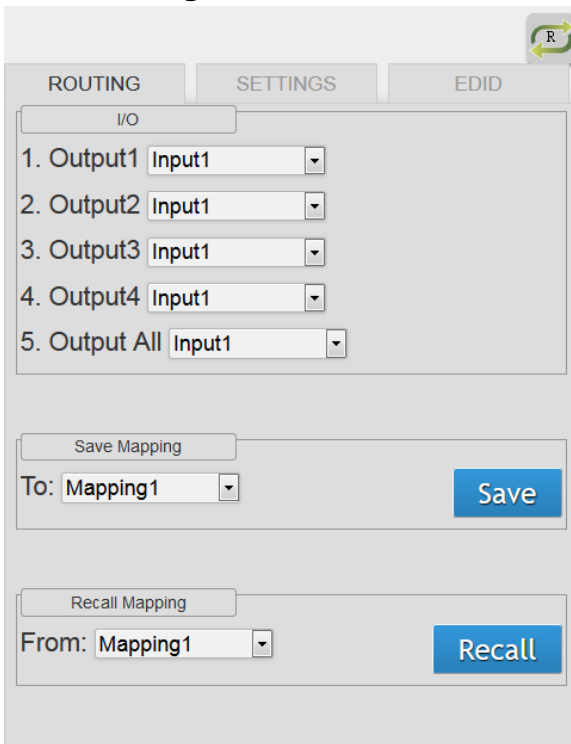 R
ROUTING SETTINGS EDID
I/O
1. Output1 Input1
2. Output2 Input1
3. Output3 Input1
4. Output4 Input1
5. Output All Input1
Save Mapping
To: Mapping1 Save
Recall Mapping
From: Mapping1 Recall